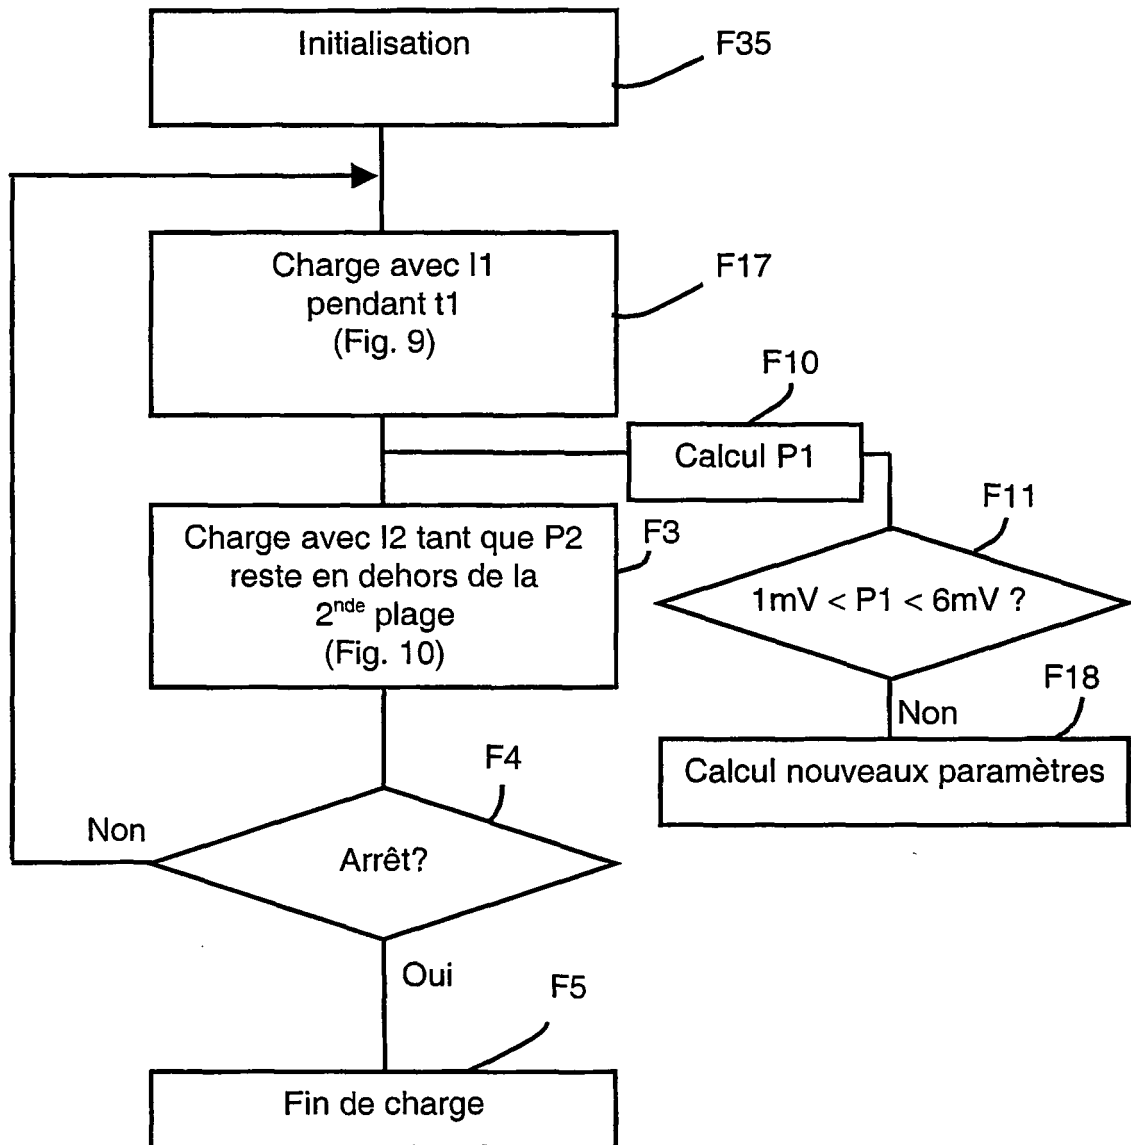 Initialisation
F35
Charge avec I1
pendant t1
(Fig. 9)
F17
F10
Calcul P1
F11
1mV < P1 < 6mV ?
Charge avec I2 tant que P2
reste en dehors de la
2nde plage
(Fig. 10)
F3
F18
Non
Calcul nouveaux paramètres
F4
Non
Arrêt?
Oui
F5
Fin de charge